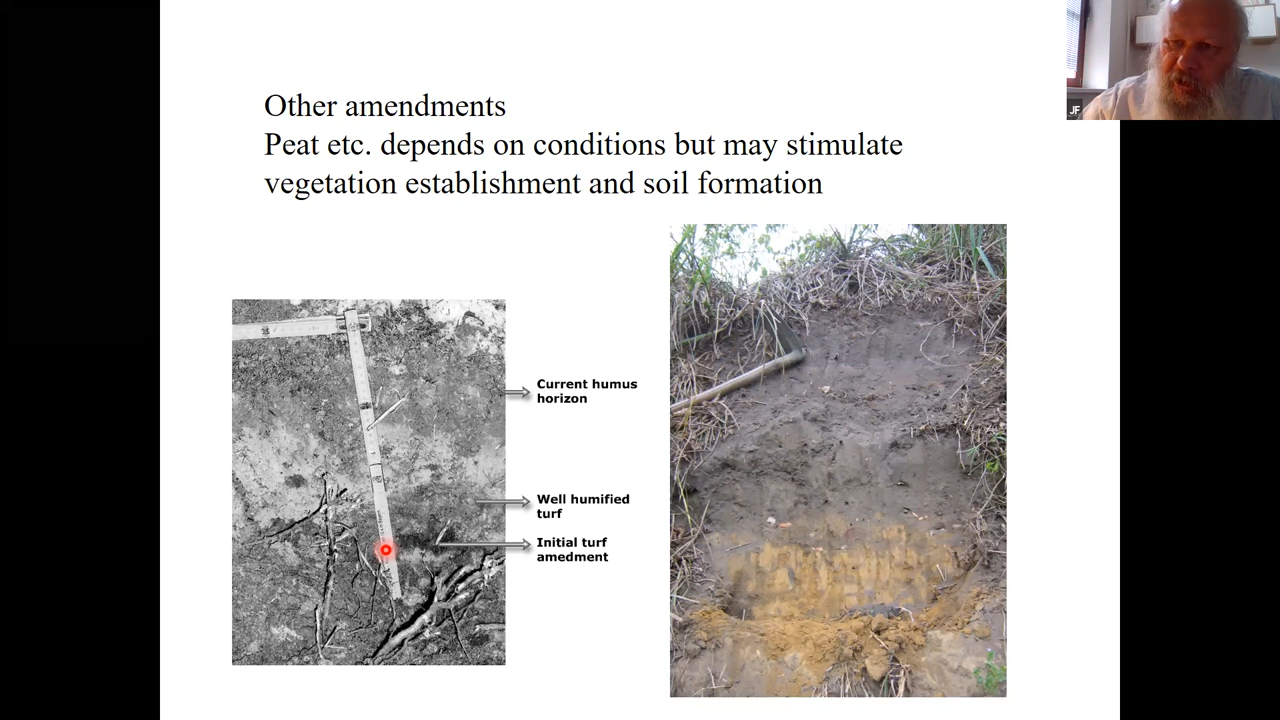 Other amendments
Peat etc. depends on conditions but may stimulate
vegetation establishment and soil formation
Current humus
horizon
Well humified
turf
Initial turf
amedment
JF